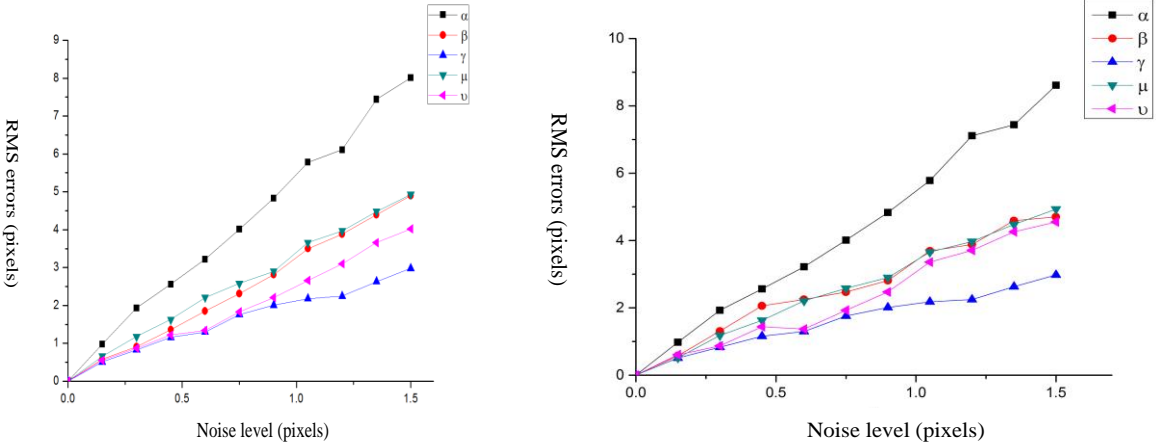 α
β
γ
μ
υ
9
8
7
6
5
4
3
2
1
0
0.0
0.5
1.0
1.5
RMS errors (pixels)
Noise level (pixels)
α
β
γ
μ
υ
10
8
6
4
2
0
0.0
0.5
1.0
1.5
RMS errors (pixels)
Noise level (pixels)